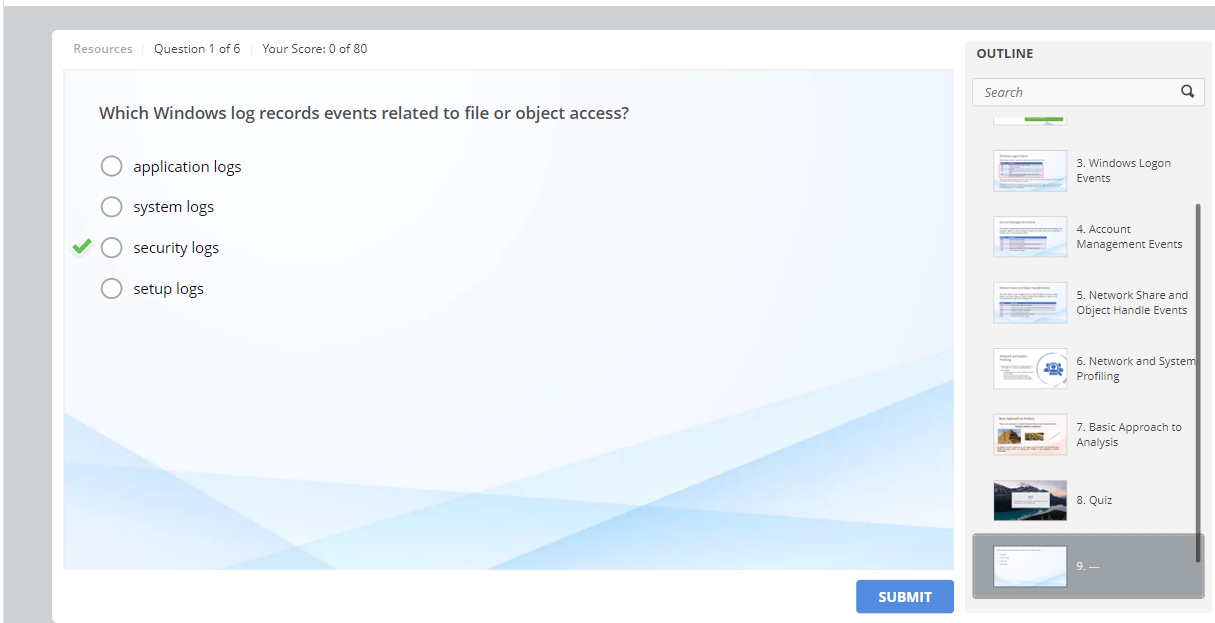 Resources
Question 1 of 6
Your Score: 0 of 80
Which Windows log records events related to file or object access?
application logs
system logs
security logs
setup logs
SUBMIT
OUTLINE
Search
3. Windows Logon
Events
4. Account
Management Events
5. Network Share and
Object Handle Events
6. Network and System
Profiling
7. Basic Approach to
Analysis
8. Quiz
9. ---